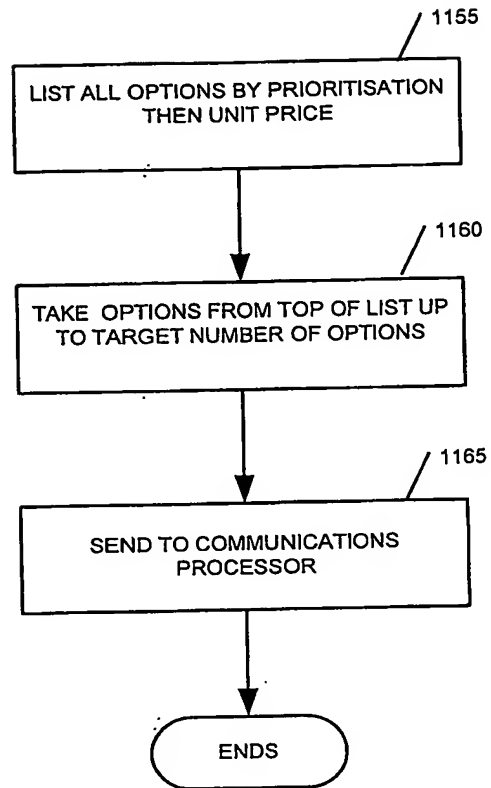 1155
LIST ALL OPTIONS BY PRIORITISATION
THEN UNIT PRICE
1160
TAKE OPTIONS FROM TOP OF LIST UP
TO TARGET NUMBER OF OPTIONS
1165
SEND TO COMMUNICATIONS
PROCESSOR
ENDS